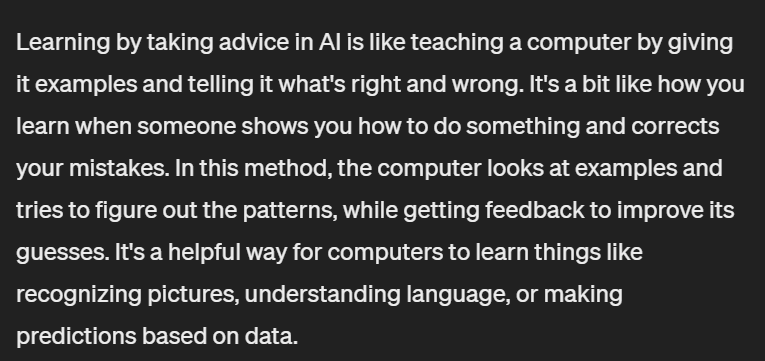 Learning by taking advice in AI is like teaching a computer by giving
it examples and telling it what's right and wrong. It's a bit like how you
learn when someone shows you how to do something and corrects
your mistakes. In this method, the computer looks at examples and
tries to figure out the patterns, while getting feedback to improve its
guesses. It's a helpful way for computers to learn things like
recognizing pictures, understanding language, or making
predictions based on data.